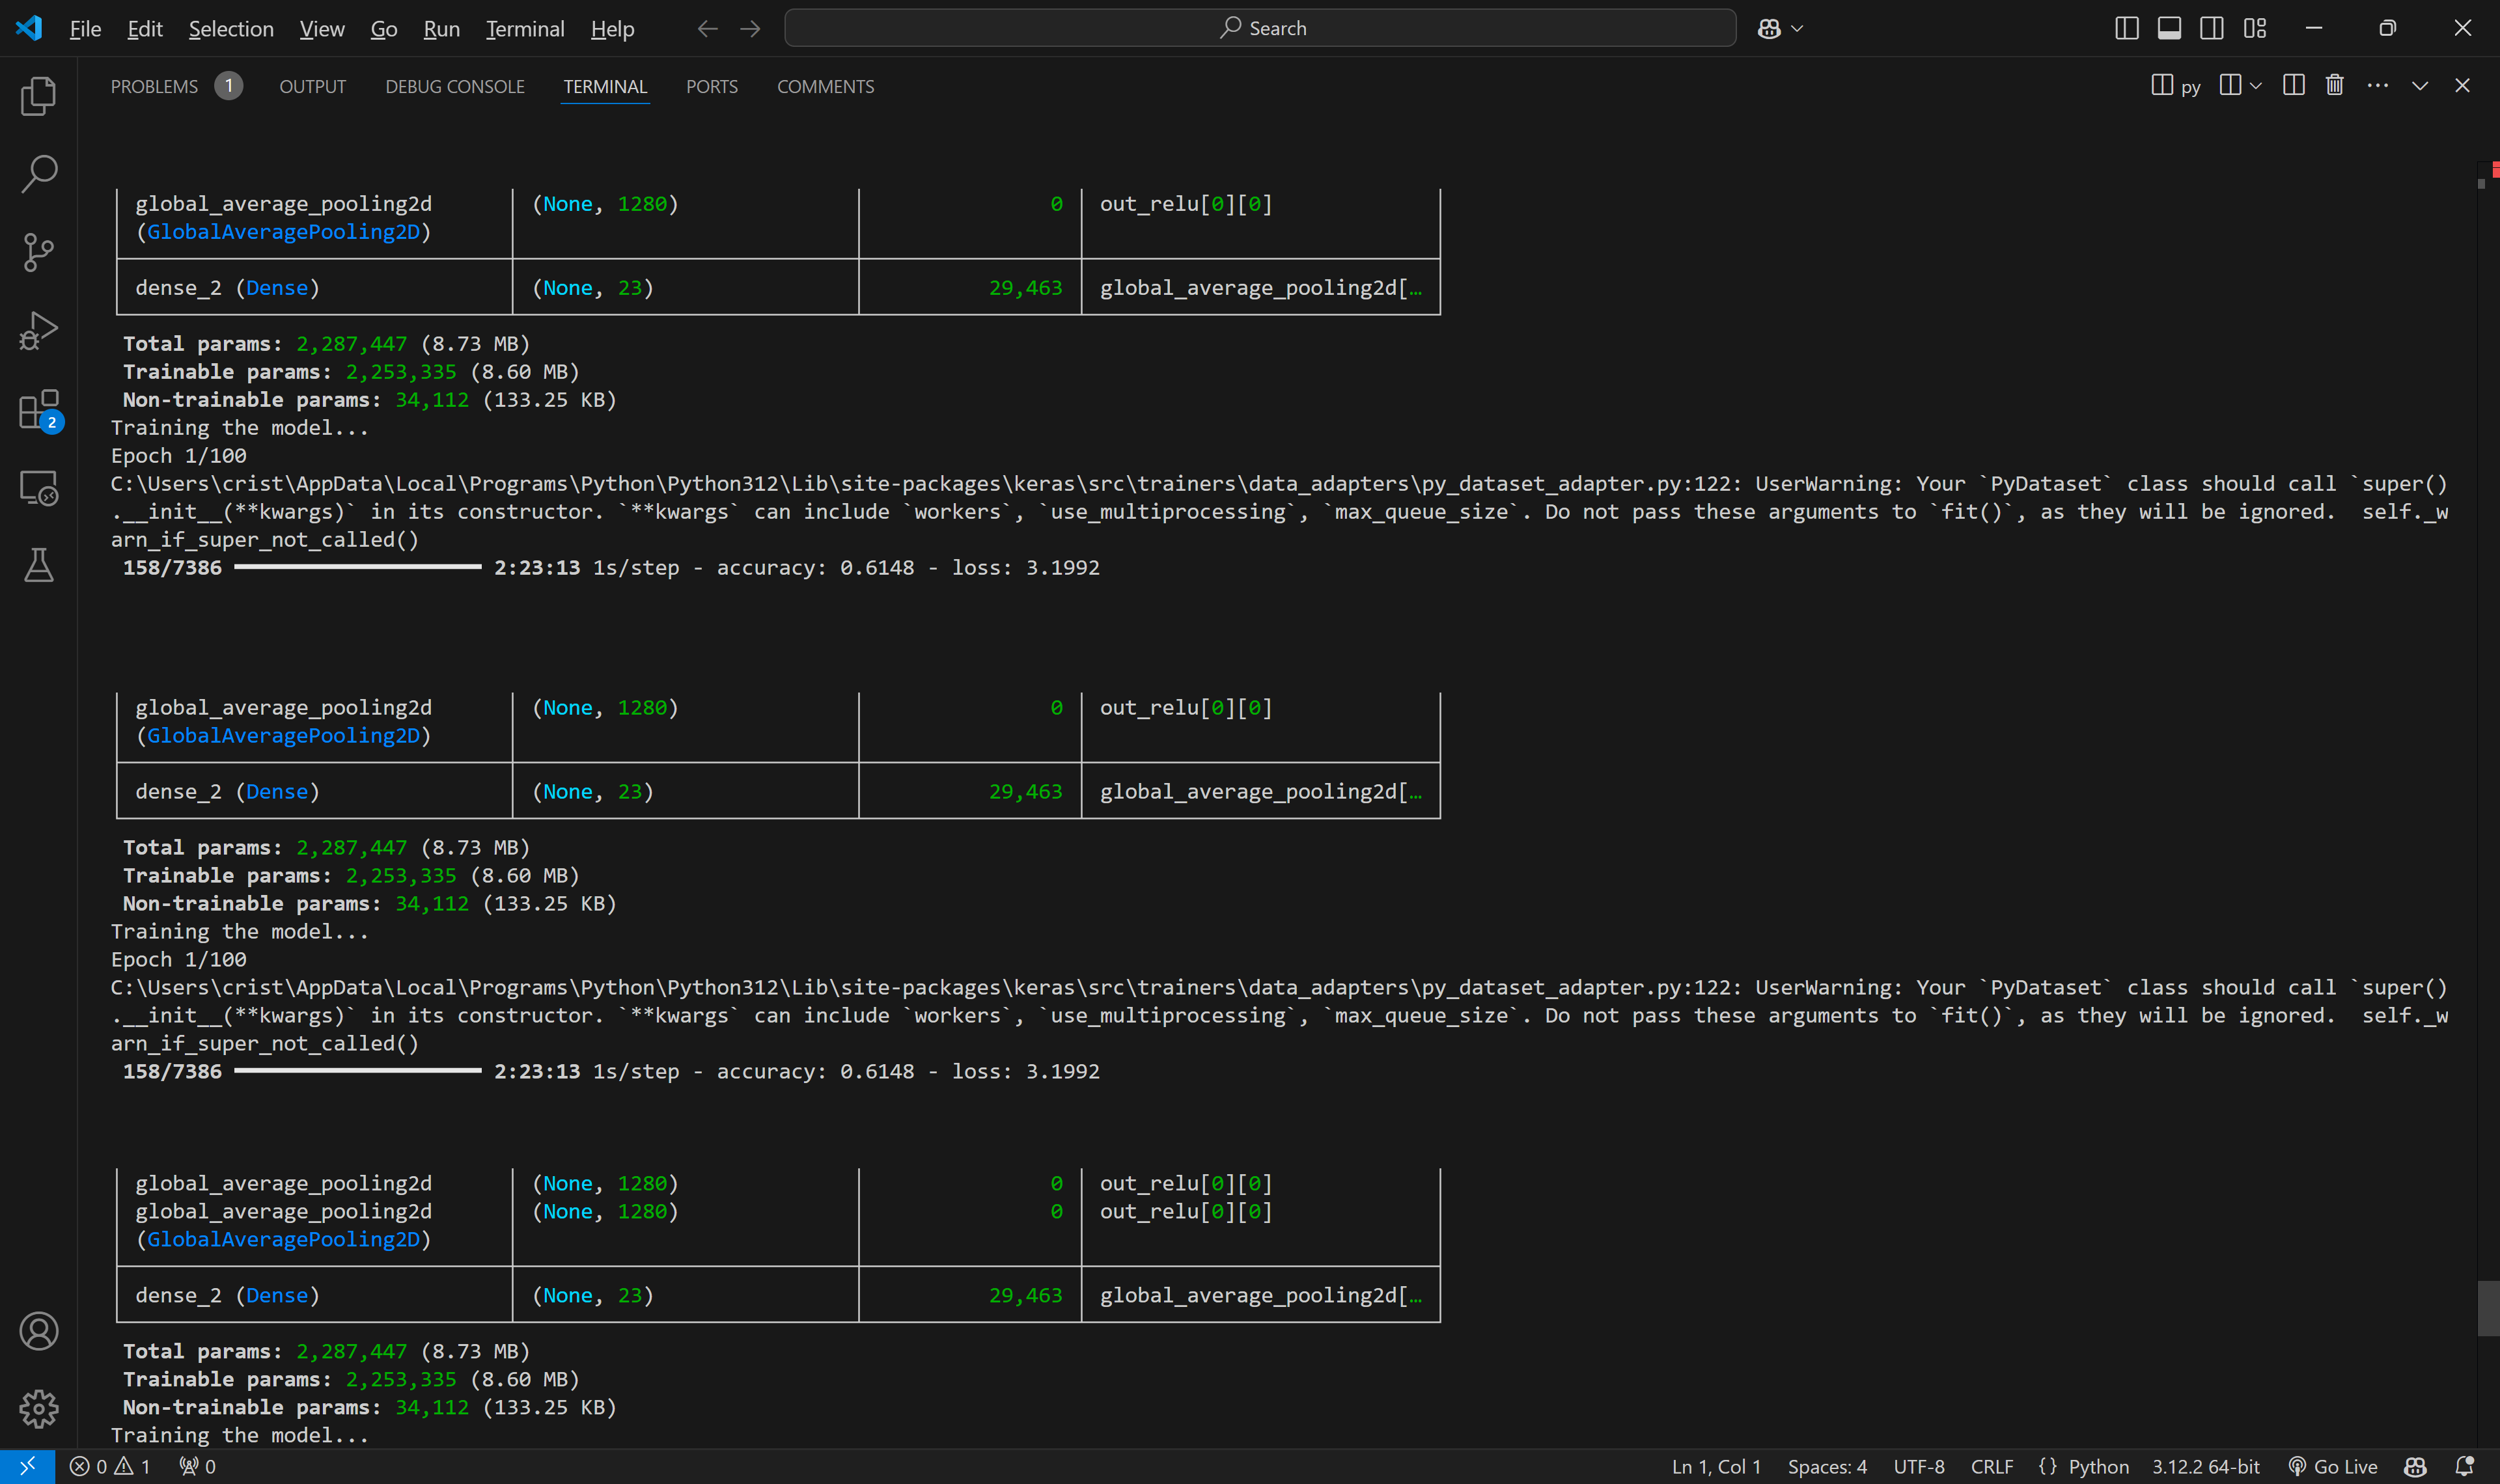 File Edit Selection View Go Run Terminal Help Search
PROBLEMS 1 OUTPUT DEBUG CONSOLE TERMINAL PORTS COMMENTS py
2
global_average_pooling2d (None, 1280) 0 out_relu[0][0]
(GlobalAveragePooling2D)
dense_2 (Dense) (None, 23) 29,463 global_average_pooling2d[…
Total params: 2,287,447 (8.73 MB)
Trainable params: 2,253,335 (8.60 MB)
Non-trainable params: 34,112 (133.25 KB)
Training the model...
Epoch 1/100
C:\Users\crist\AppData\Local\Programs\Python\Python312\Lib\site-packages\keras\src\trainers\data_adapters\py_dataset_adapter.py:122: UserWarning: Your `PyDataset` class should call `super()
.__init__(**kwargs)` in its constructor. `**kwargs` can include `workers`, `use_multiprocessing`, `max_queue_size`. Do not pass these arguments to `fit()`, as they will be ignored.  self._w
arn_if_super_not_called()
158/7386 2:23:13 1s/step - accuracy: 0.6148 - loss: 3.1992
global_average_pooling2d (None, 1280) 0 out_relu[0][0]
(GlobalAveragePooling2D)
dense_2 (Dense) (None, 23) 29,463 global_average_pooling2d[…
Total params: 2,287,447 (8.73 MB)
Trainable params: 2,253,335 (8.60 MB)
Non-trainable params: 34,112 (133.25 KB)
Training the model...
Epoch 1/100
C:\Users\crist\AppData\Local\Programs\Python\Python312\Lib\site-packages\keras\src\trainers\data_adapters\py_dataset_adapter.py:122: UserWarning: Your `PyDataset` class should call `super()
.__init__(**kwargs)` in its constructor. `**kwargs` can include `workers`, `use_multiprocessing`, `max_queue_size`. Do not pass these arguments to `fit()`, as they will be ignored.  self._w
arn_if_super_not_called()
158/7386 2:23:13 1s/step - accuracy: 0.6148 - loss: 3.1992
global_average_pooling2d (None, 1280) 0 out_relu[0][0]
global_average_pooling2d (None, 1280) 0 out_relu[0][0]
(GlobalAveragePooling2D)
dense_2 (Dense) (None, 23) 29,463 global_average_pooling2d[…
Total params: 2,287,447 (8.73 MB)
Trainable params: 2,253,335 (8.60 MB)
Non-trainable params: 34,112 (133.25 KB)
Training the model...
0 1 0 Ln 1, Col 1 Spaces: 4 UTF-8 CRLF {} Python 3.12.2 64-bit Go Live